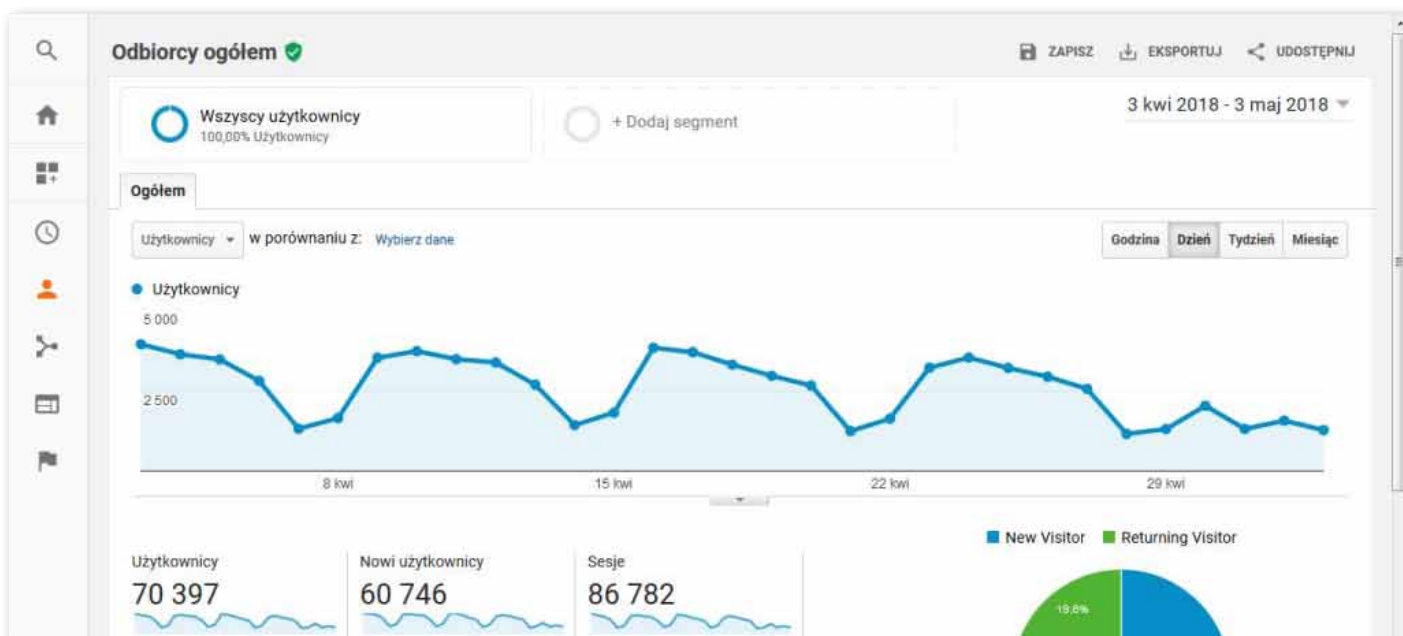 Odbiorcy ogółem
ZAPISZ EKSPORTUJ UDOSTĘPNIJ
Wszyscy użytkownicy
100,00% Użytkownicy
+ Dodaj segment
3 kwi 2018 - 3 maj 2018
Ogółem
Użytkownicy w porównaniu z: Wybierz dane
Godzina Dzień Tydzień Miesiąc
Użytkownicy
5 000
2 500
8 kwi 15 kwi 22 kwi 29 kwi
New Visitor Returning Visitor
Użytkownicy Nowi użytkownicy Sesje
70 397 60 746 86 782
19,8%